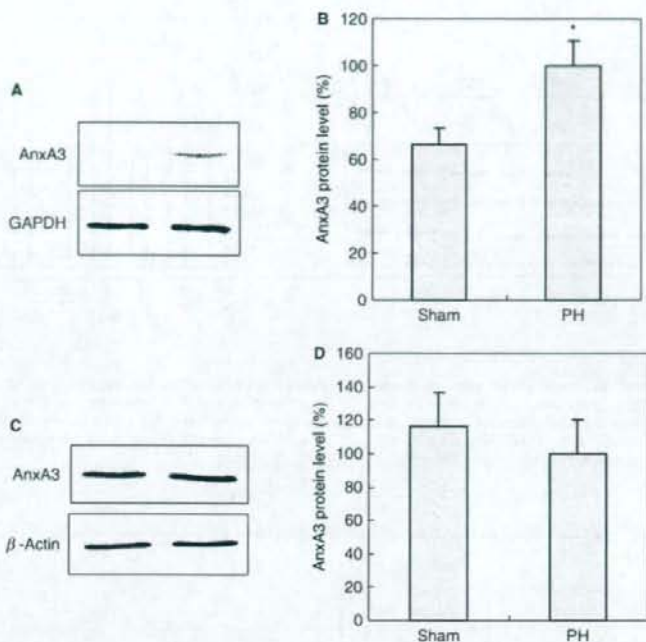 A
AnxA3
GAPDH
B
AnxA3 protein level (%)
120
100
80
60
40
20
0
*
Sham
PH
C
AnxA3
β-Actin
D
AnxA3 protein level (%)
160
140
120
100
80
60
40
20
0
Sham
PH